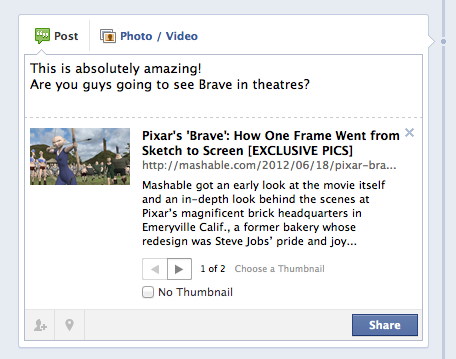 Post
Photo / Video
This is absolutely amazing!
Are you guys going to see Brave in theatres?
Pixar's 'Brave': How One Frame Went from
Sketch to Screen [EXCLUSIVE PICS]
http://mashable.com/2012/06/18/pixar-bra...
Mashable got an early look at the movie itself
and an in-depth look behind the scenes at
Pixar's magnificent brick headquarters in
Emeryville Calif., a former bakery whose
redesign was Steve Jobs' pride and joy...
1 of 2 Choose a Thumbnail
No Thumbnail
Share